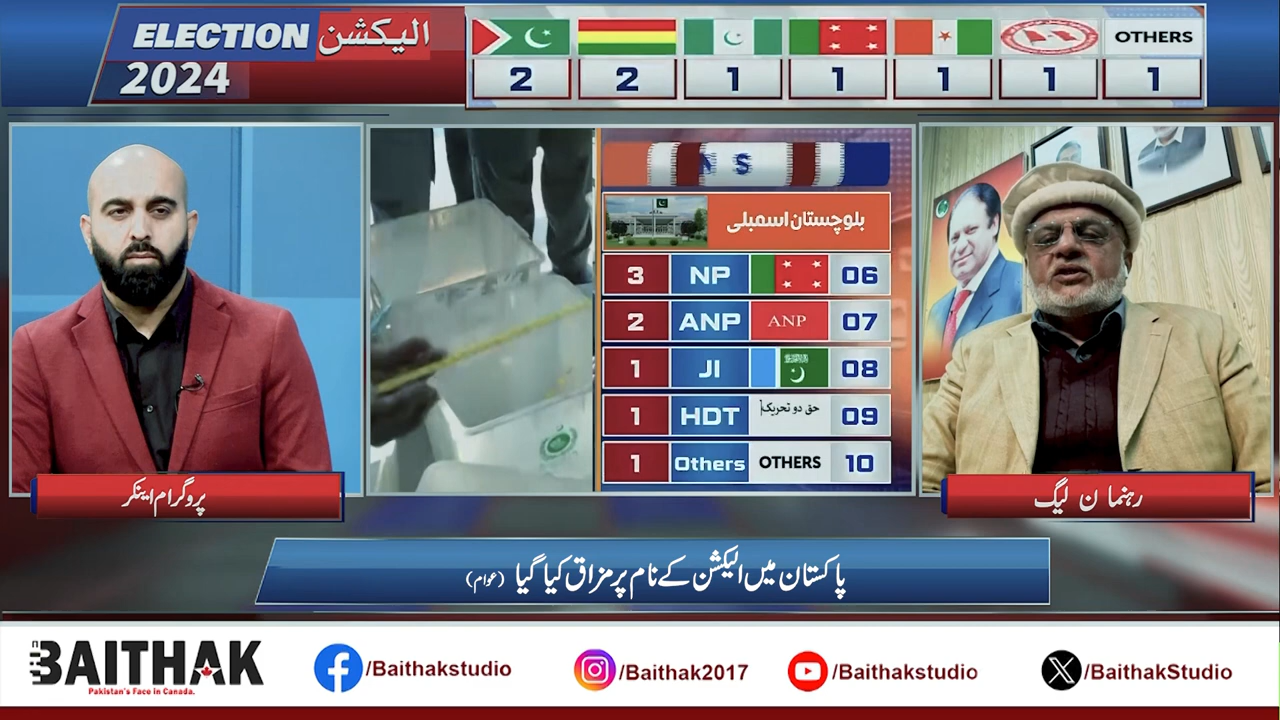 ELECTION الیکشن
2024
OTHERS
2 2 1 1 1 1 1
بلوچستان اسمبلی
3 NP 06
2 ANP ANP 07
1 JI 08
1 HDT حق دو تحریک 09
1 Others OTHERS 10
پروگرام اینکر
رہنما ن لیگ
پاکستان میں الیکشن کے نام پر مزاق کیا گیا (عوام)
BAITHAK
Pakistan's Face in Canada.
/Baithakstudio
/Baithak2017
/Baithakstudio
/BaithakStudio